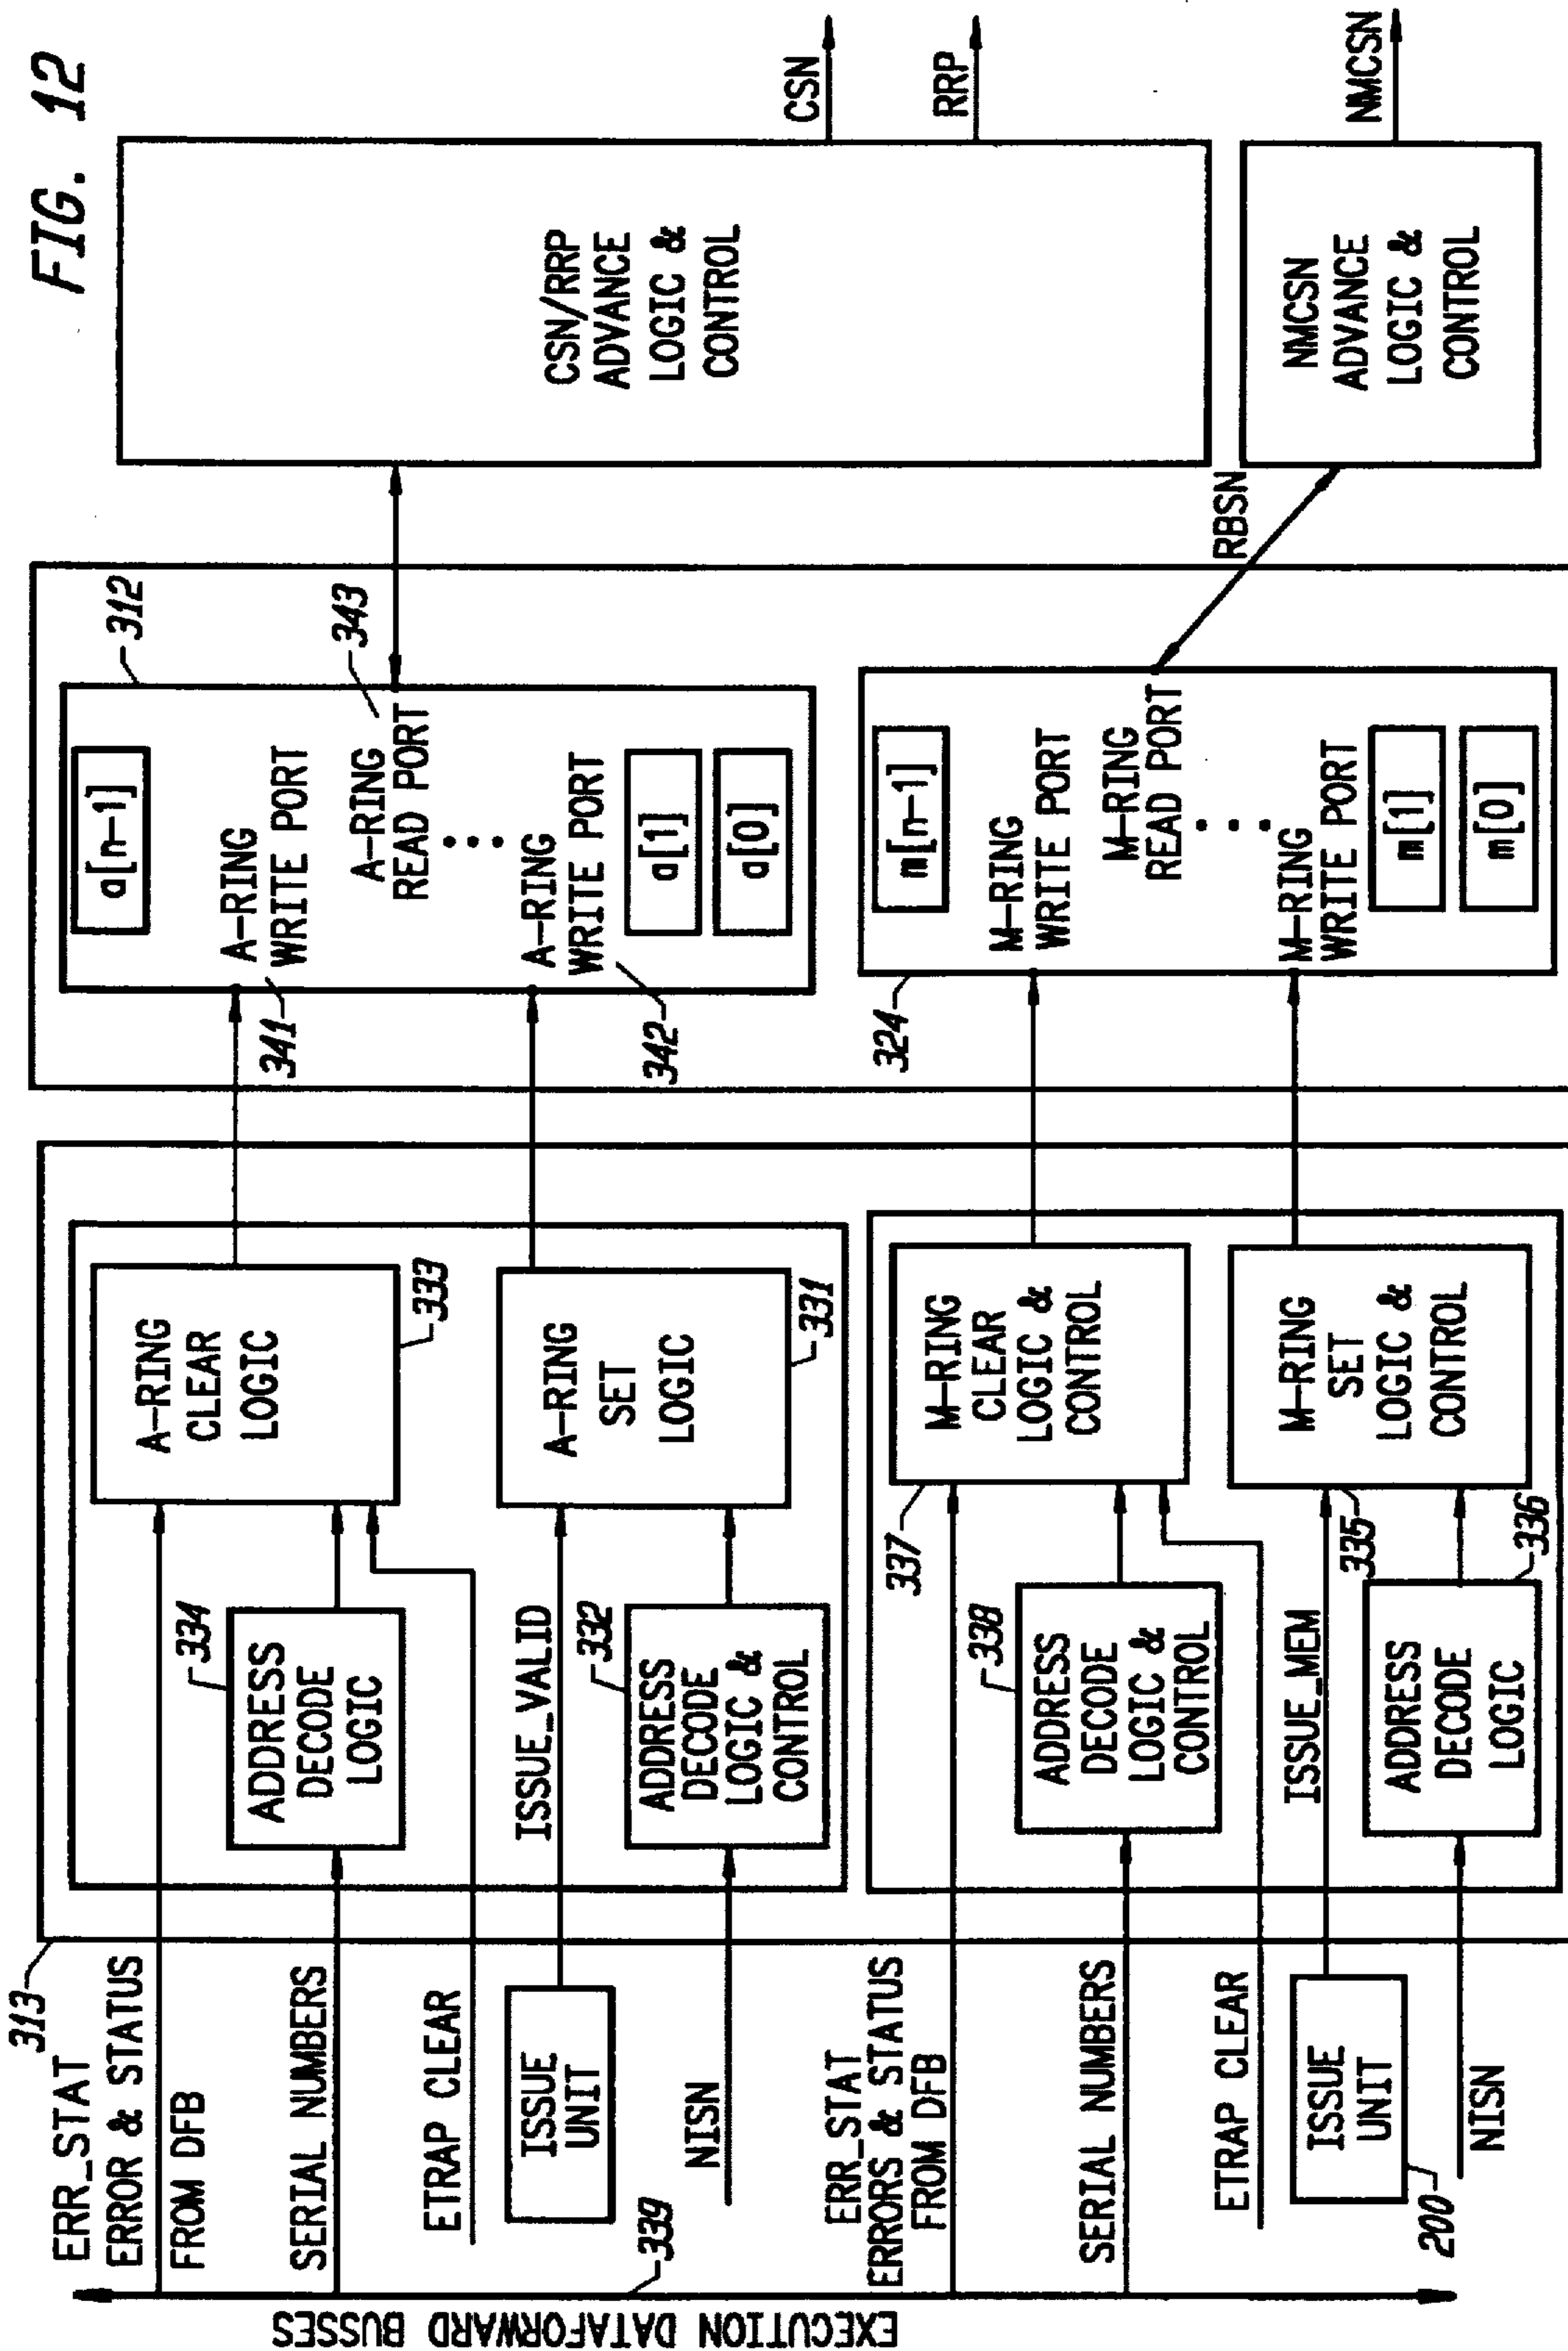 FIG. 12
EXECUTION DATAFORWARD BUSSES
339
313
ERR_STAT
ERROR & STATUS
FROM DFB
SERIAL NUMBERS
ETRAP CLEAR
ISSUE
UNIT
NISN
ERR_STAT
ERRORS & STATUS
FROM DFB
SERIAL NUMBERS
ETRAP CLEAR
ISSUE
UNIT
200
NISN
334
ADDRESS
DECODE
LOGIC
ISSUE_VALID
332
ADDRESS
DECODE
LOGIC &
CONTROL
338
ADDRESS
DECODE
LOGIC &
CONTROL
ISSUE_MEM
336
ADDRESS
DECODE
LOGIC
A-RING
CLEAR
LOGIC
333
A-RING
SET
LOGIC
331
337
M-RING
CLEAR
LOGIC &
CONTROL
335
M-RING
SET
LOGIC &
CONTROL
312
a[n-1]
A-RING
WRITE PORT
341
343
A-RING
READ PORT
A-RING
WRITE PORT
342
a[1]
a[0]
324
m[n-1]
M-RING
WRITE PORT
M-RING
READ PORT
M-RING
WRITE PORT
m[1]
m[0]
RBSN
CSN/RRP
ADVANCE
LOGIC &
CONTROL
CSN
RRP
NMCSN
ADVANCE
LOGIC &
CONTROL
NMCSN